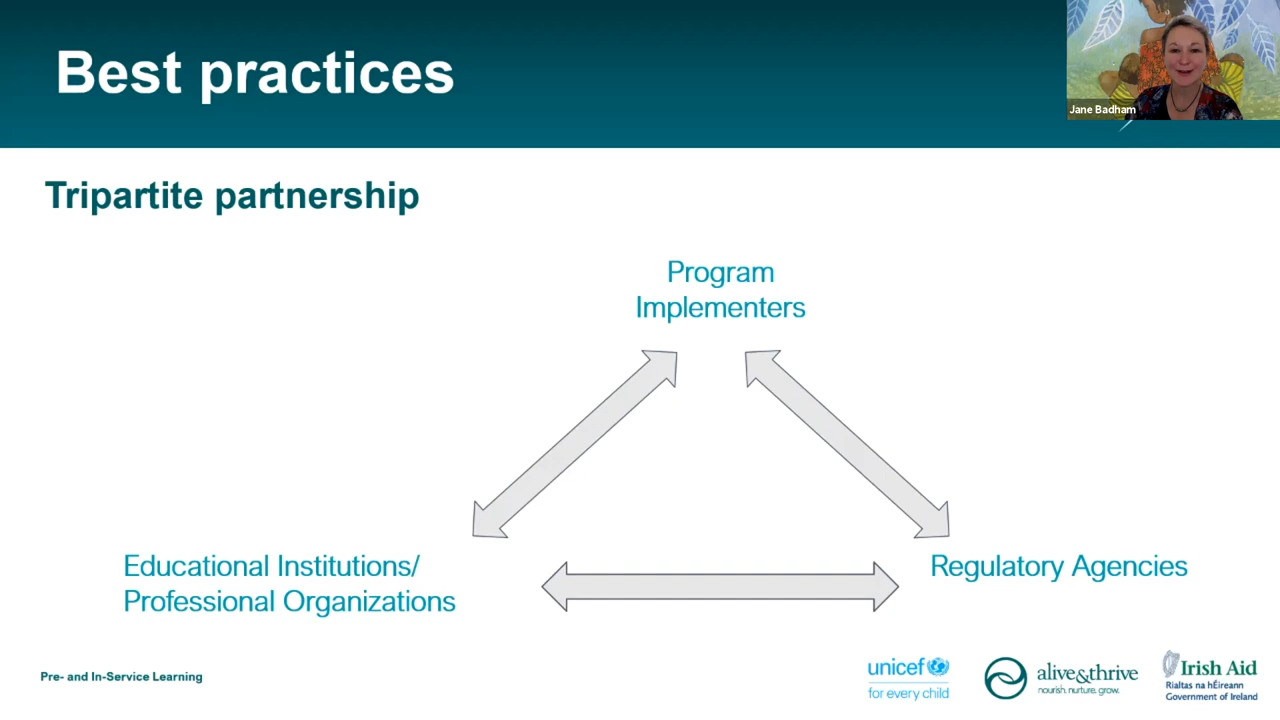 Best practices
Jane Badham
Tripartite partnership
Program
Implementers
Educational Institutions/
Professional Organizations
Regulatory Agencies
Pre- and In-Service Learning
unicef
for every child
alive&thrive
nourish. nurture. grow.
Irish Aid
Rialtas na hÉireann
Government of Ireland